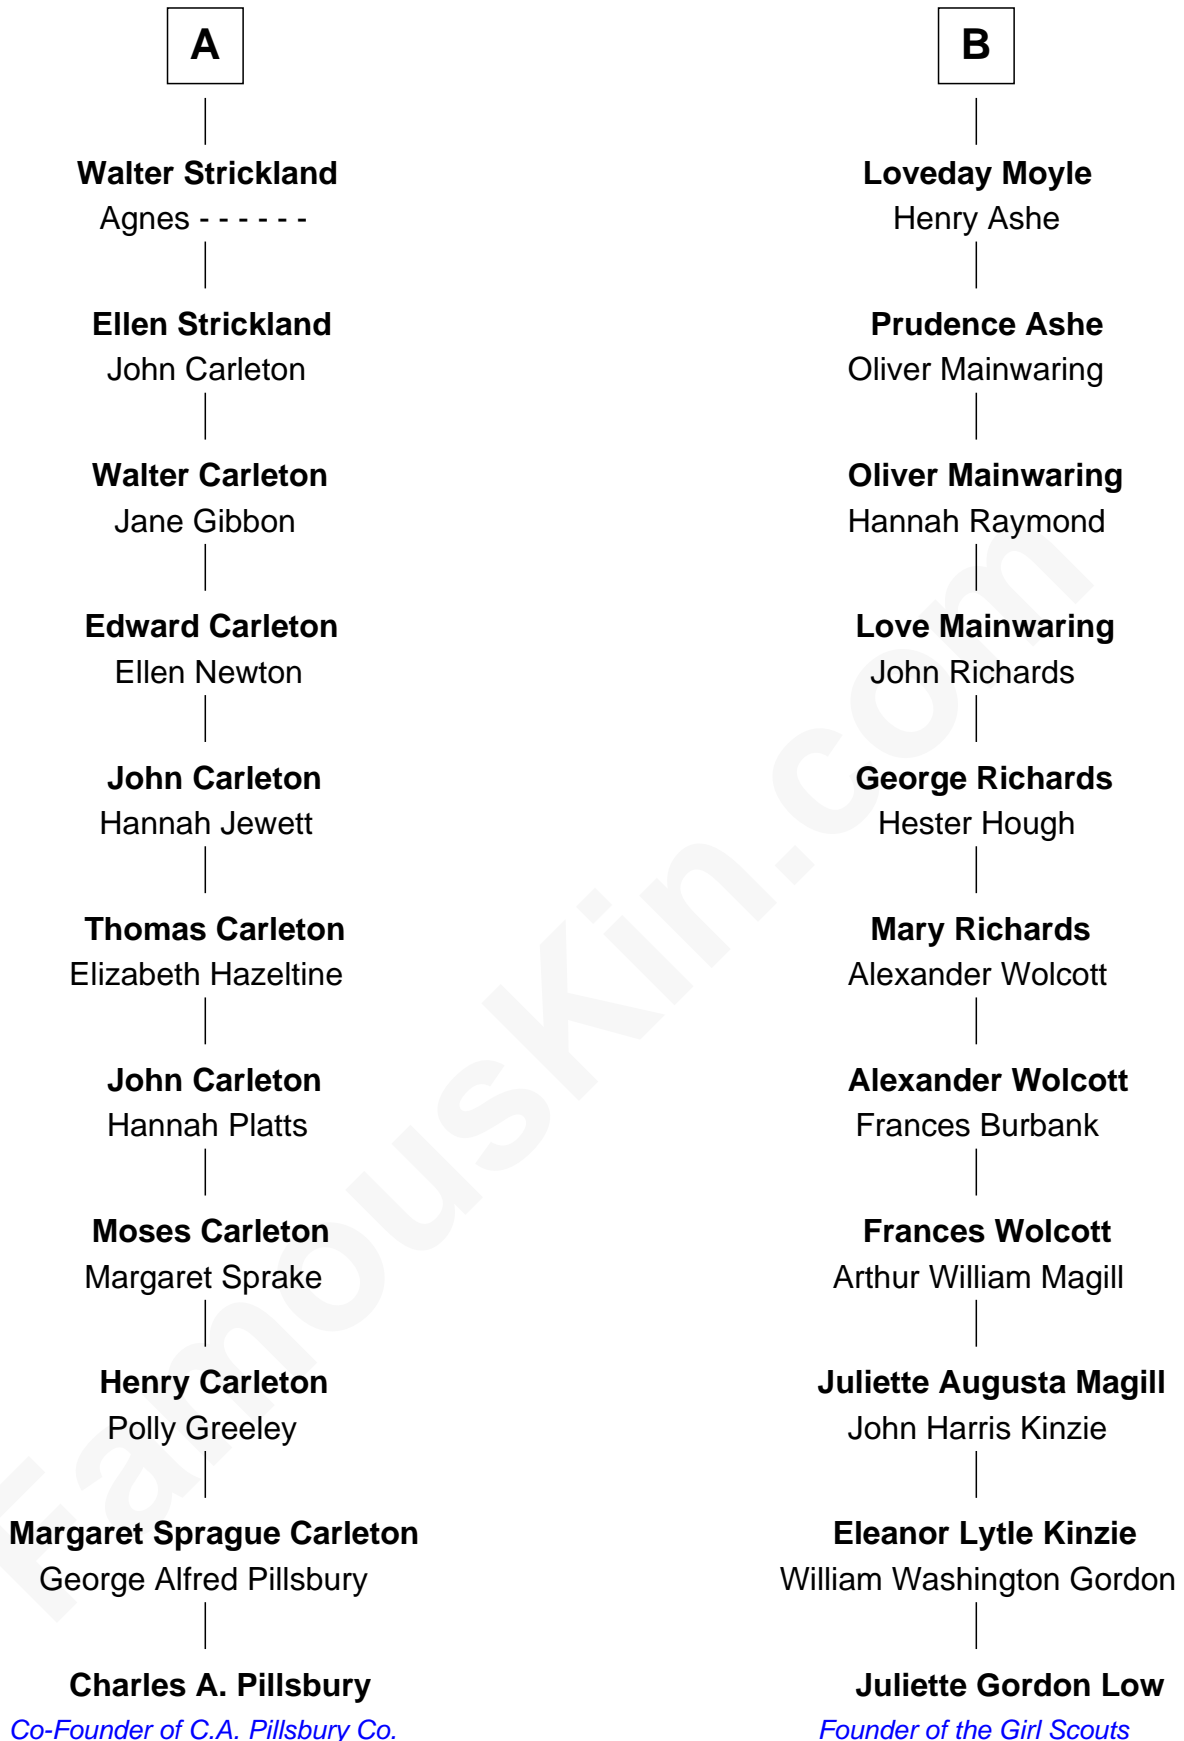 A
Walter Strickland
Agnes - - - - - -
Ellen Strickland
John Carleton
Walter Carleton
Jane Gibbon
Edward Carleton
Ellen Newton
John Carleton
Hannah Jewett
Thomas Carleton
Elizabeth Hazeltine
John Carleton
Hannah Platts
Moses Carleton
Margaret Sprake
Henry Carleton
Polly Greeley
Margaret Sprague Carleton
George Alfred Pillsbury
Charles A. Pillsbury
Co-Founder of C.A. Pillsbury Co.
B
Loveday Moyle
Henry Ashe
Prudence Ashe
Oliver Mainwaring
Oliver Mainwaring
Hannah Raymond
Love Mainwaring
John Richards
George Richards
Hester Hough
Mary Richards
Alexander Wolcott
Alexander Wolcott
Frances Burbank
Frances Wolcott
Arthur William Magill
Juliette Augusta Magill
John Harris Kinzie
Eleanor Lytle Kinzie
William Washington Gordon
Juliette Gordon Low
Founder of the Girl Scouts
FamousKin.com